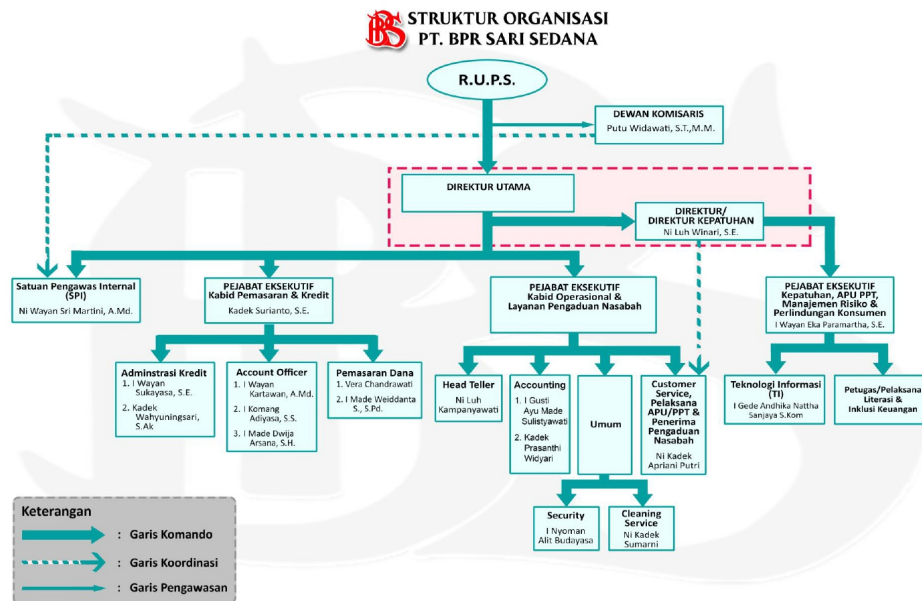 STRUKTUR ORGANISASI
PT. BPR SARI SEDANA
R.U.P.S.
DEWAN KOMISARIS
Putu Widawati, S.T.,M.M.
DIREKTUR UTAMA
DIREKTUR/
DIREKTUR KEPATUHAN
Ni Luh Winari, S.E.
Satuan Pengawas Internal
(SPI)
Ni Wayan Sri Martini, A.Md.
PEJABAT EKSEKUTIF
Kabid Pemasaran & Kredit
Kadek Surianto, S.E.
PEJABAT EKSEKUTIF
Kabid Operasional &
Layanan Pengaduan Nasabah
PEJABAT EKSEKUTIF
Kepatuhan, APU PPT,
Manajemen Risiko &
Perlindungan Konsumen
I Wayan Eka Paramartha, S.E.
Adminstrasi Kredit
1. I Wayan
Sukayasa, S.E.
2. Kadek
Wahyuningsari,
S.Ak
Account Officer
1. I Wayan
Kartawan, A.Md.
2. I Komang
Adiyasa, S.S.
3. I Made Dwija
Arsana, S.H.
Pemasaran Dana
1. Vera Chandrawati
2. I Made Weiddanta
S., S.Pd.
Head Teller
Ni Luh
Kampanyawati
Accounting
1. I Gusti
Ayu Made
Sulistyawati
2. Kadek
Prasanthi
Widyari
Umum
Customer Service,
Pelaksana
APU/PPT &
Penerima
Pengaduan
Nasabah
Ni Kadek
Apriani Putri
Teknologi Informasi
(TI)
I Gede Andhika Nattha
Sanjaya S.Kom
Petugas/Pelaksana
Literasi &
Inklusi Keuangan
Security
I Nyoman
Alit Budayasa
Cleaning
Service
Ni Kadek
Sumarni
Keterangan
: Garis Komando
: Garis Koordinasi
: Garis Pengawasan